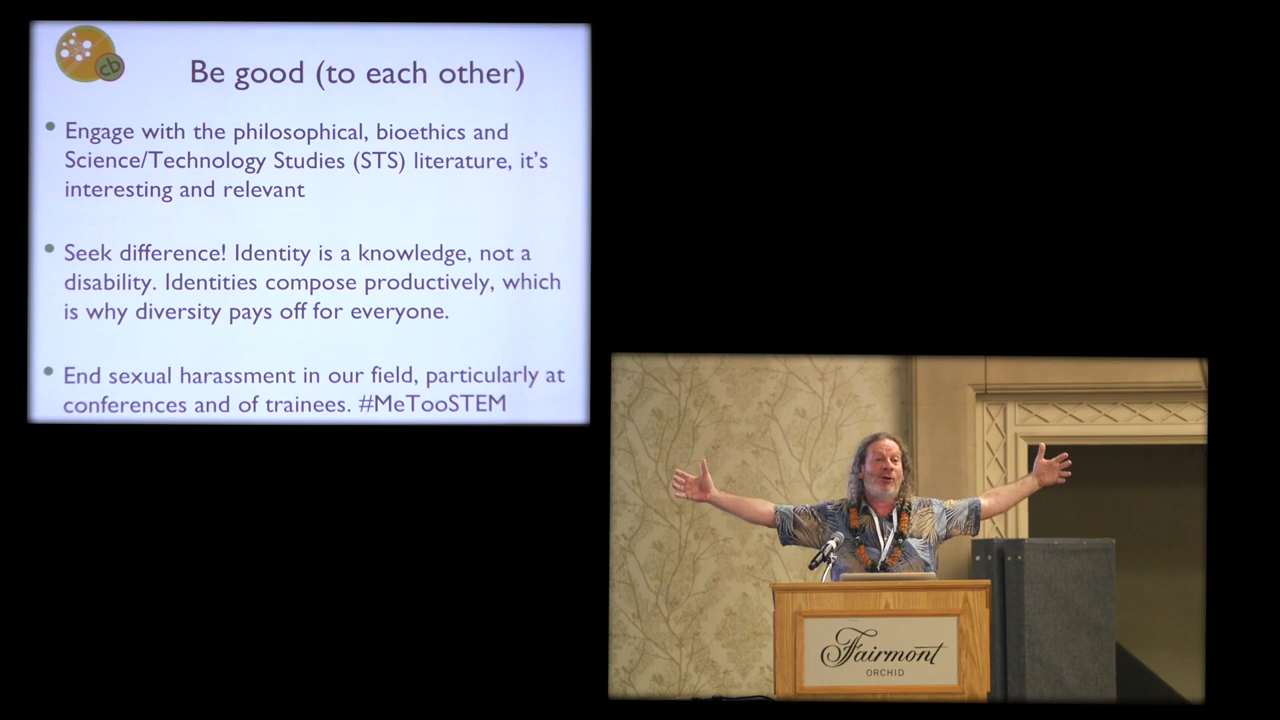 cb
Be good (to each other)
• Engage with the philosophical, bioethics and
Science/Technology Studies (STS) literature, it's
interesting and relevant
• Seek difference! Identity is a knowledge, not a
disability. Identities compose productively, which
is why diversity pays off for everyone.
• End sexual harassment in our field, particularly at
conferences and of trainees. #MeTooSTEM
Fairmont
ORCHID